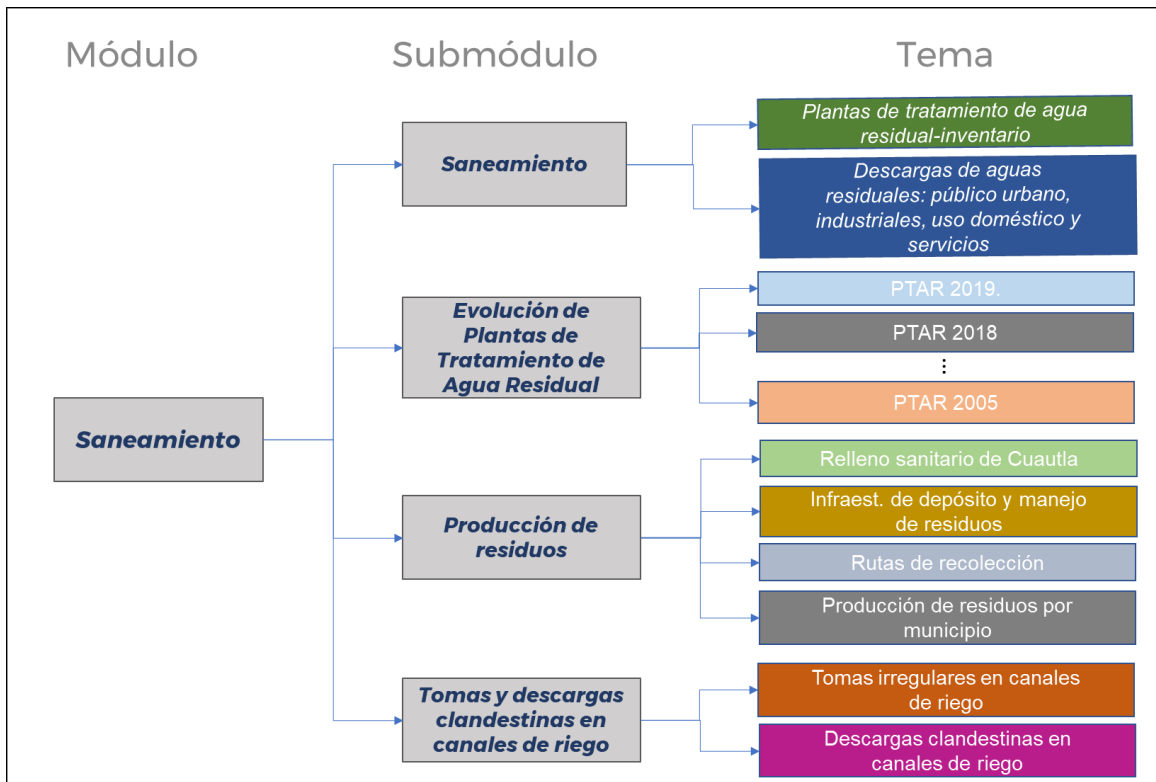 Módulo
Submódulo
Tema
Saneamiento
Saneamiento
Plantas de tratamiento de agua
residual-inventario
Descargas de aguas
residuales: público urbano,
industriales, uso doméstico y
servicios
Evolución de
Plantas de
Tratamiento de
Agua Residual
PTAR 2019.
PTAR 2018
...
PTAR 2005
Producción de
residuos
Relleno sanitario de Cuautla
Infraest. de depósito y manejo
de residuos
Rutas de recolección
Producción de residuos por
municipio
Tomas y descargas
clandestinas en
canales de riego
Tomas irregulares en canales
de riego
Descargas clandestinas en
canales de riego